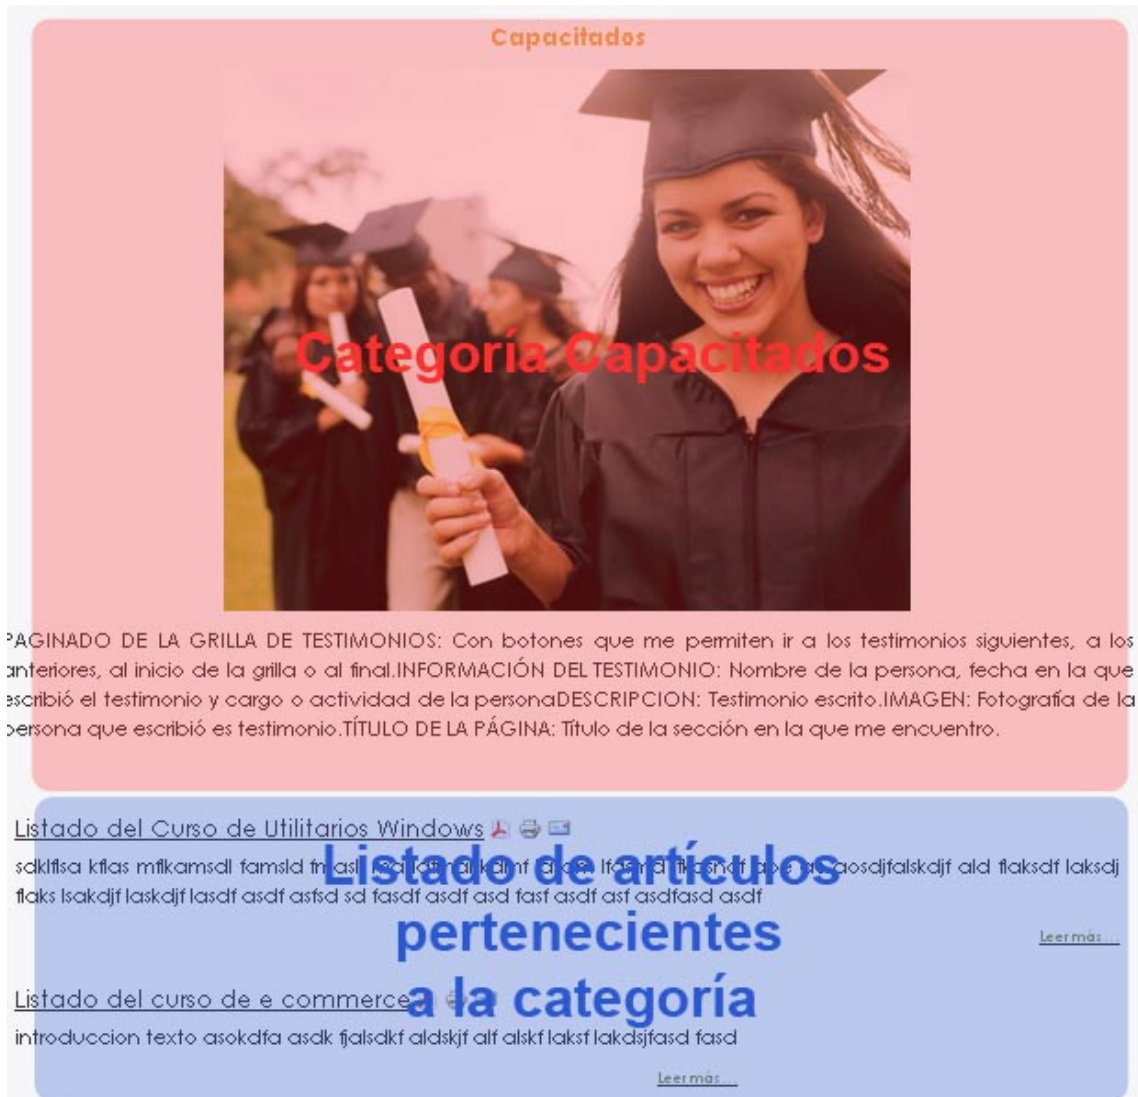 Capacitados
Categoría Capacitados
PAGINADO DE LA GRILLA DE TESTIMONIOS: Con botones que me permiten ir a los testimonios siguientes, a los
anteriores, al inicio de la grilla o al final.INFORMACIÓN DEL TESTIMONIO: Nombre de la persona, fecha en la que
escribió el testimonio y cargo o actividad de la personaDESCRIPCION: Testimonio escrito.IMAGEN: Fotografía de la
persona que escribió es testimonio.TÍTULO DE LA PÁGINA: Título de la sección en la que me encuentro.
Listado del Curso de Utilitarios Windows
Listado de artículos
sdklflsa kflas mflkamsdl famsld aosdjfalskdjf ald flaksdf laksdj
flaks lsakdjf laskdjf lasdf asdf asfsd sd fasdf asdf asd fasf asdf asf asdfasd asdf
pertenecientes
Leer más...
a la categoría
Listado del curso de e commerce
introduccion texto asokdfa asdk fjalsdkf aldskjf alf alskf laksf lakdsjfasd fasd
Leer más...